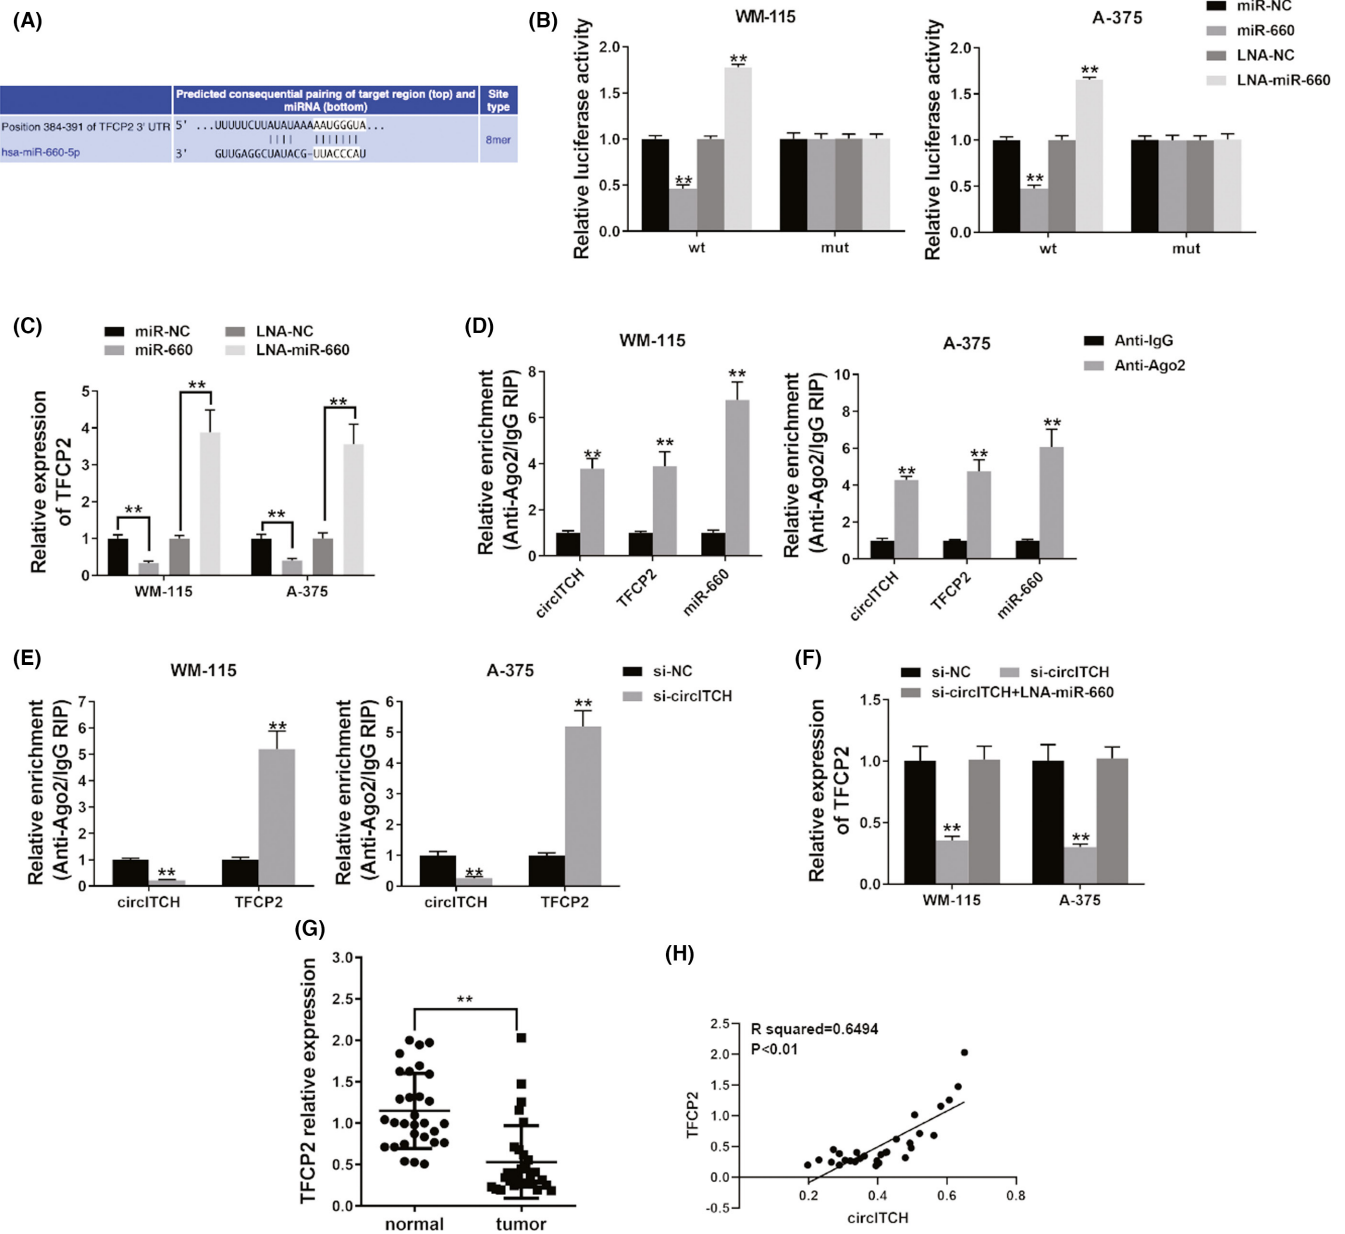 (A)
Predicted consequential pairing of target region (top) and miRNA (bottom)
Site type
Position 384-391 of TFCP2 3' UTR
5' ...UUUUUCUUAUAUAAAAAUGGGUA...
hsa-miR-660-5p
3' GUUGAGGCUAUACG-UUACCCAU
8mer
(B)
WM-115
Relative luciferase activity
2.0
1.5
1.0
0.5
0.0
**
**
wt
mut
A-375
Relative luciferase activity
2.0
1.5
1.0
0.5
0.0
**
**
wt
mut
miR-NC
miR-660
LNA-NC
LNA-miR-660
(C)
miR-NC
miR-660
LNA-NC
LNA-miR-660
Relative expression
of TFCP2
5
4
3
2
1
0
**
**
**
**
WM-115
A-375
(D)
WM-115
Relative enrichment
(Anti-Ago2/IgG RIP)
8
6
4
2
0
**
**
**
circITCH
TFCP2
miR-660
A-375
Relative enrichment
(Anti-Ago2/IgG RIP)
10
8
6
4
2
0
**
**
**
circITCH
TFCP2
miR-660
Anti-IgG
Anti-Ago2
(E)
WM-115
Relative enrichment
(Anti-Ago2/IgG RIP)
7
6
5
4
3
2
1
0
**
**
circITCH
TFCP2
A-375
Relative enrichment
(Anti-Ago2/IgG RIP)
6
5
4
3
2
1
0
**
**
circITCH
TFCP2
si-NC
si-circITCH
(F)
si-NC
si-circITCH
si-circITCH+LNA-miR-660
Relative expression
of TFCP2
1.5
1.0
0.5
0.0
**
**
WM-115
A-375
(G)
TFCP2 relative expression
3.0
2.5
2.0
1.5
1.0
0.5
0.0
**
normal
tumor
(H)
R squared=0.6494
P<0.01
TFCP2
2.5
2.0
1.5
1.0
0.5
0.0
-0.5
0.2
0.4
0.6
0.8
circITCH